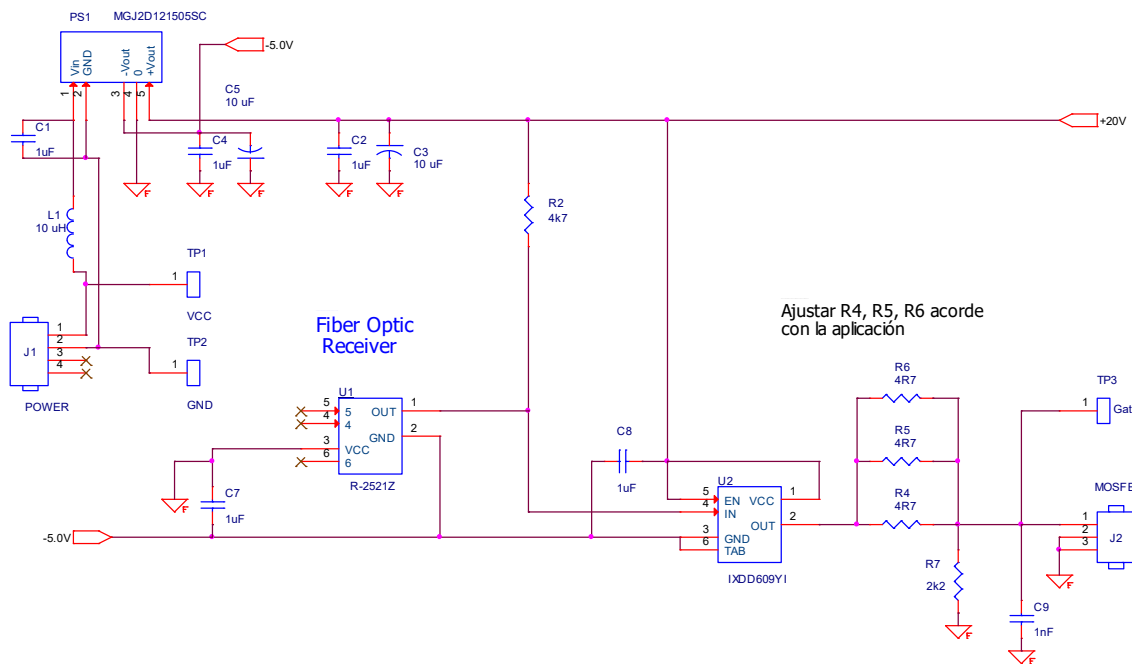 PS1 MGJ2D121505SC
Vin GND -Vout 0 +Vout
1 2 3 4 5
-5.0V
C5
10 uF
C1
1uF
C4
1uF
C2
1uF
C3
10 uF
+20V
F F F F F
L1
10 uH
R2
4k7
TP1
1
VCC
TP2
1
GND
J1
1
2
3
4
POWER
Fiber Optic
Receiver
U1
5 5 OUT 1
4 4
GND 2
3 VCC
6 6
R-2521Z
F
C7
1uF
-5.0V
C8
1uF
U2
5 EN VCC 1
4 IN
OUT 2
3 GND
6 TAB
IXDD609YI
Ajustar R4, R5, R6 acorde
con la aplicación
R6
4R7
R5
4R7
R4
4R7
R7
2k2
F
C9
1nF
F
TP3
1
Gat
MOSFE
1
2
3
J2
F